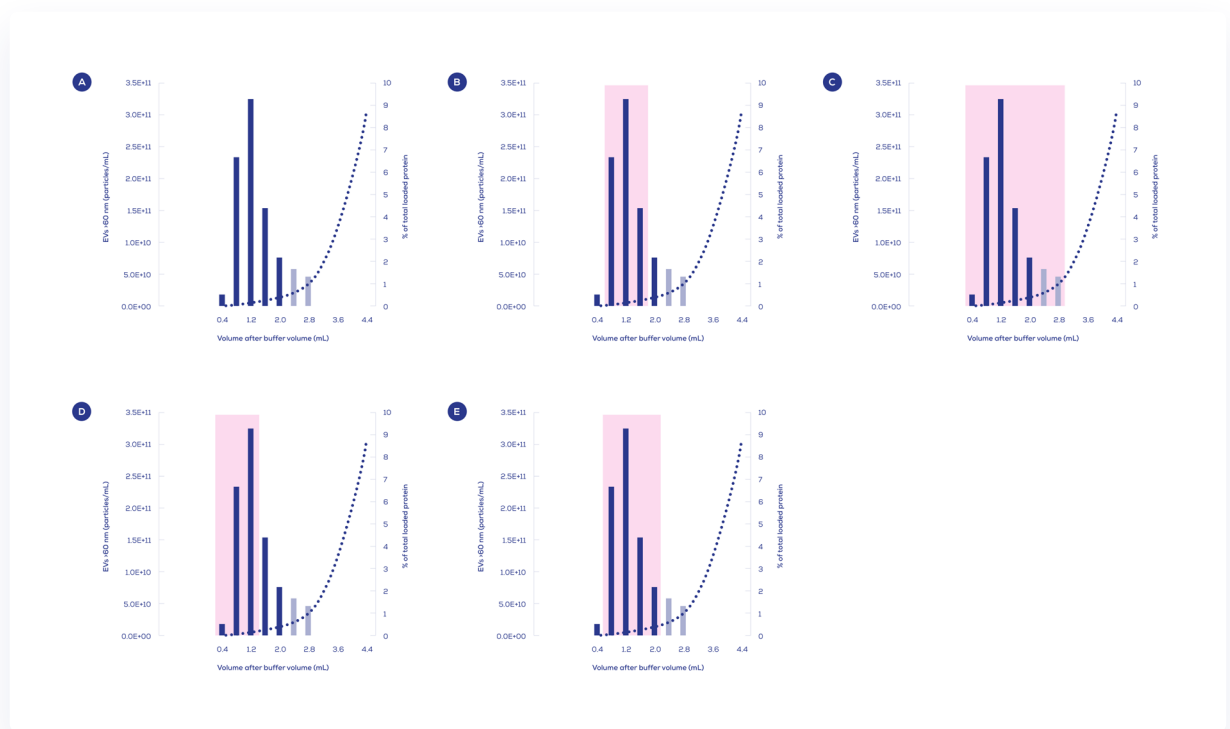 A
3.5E+11
3.0E+11
2.5E+11
2.0E+11
1.5E+11
1.0E+10
5.0E+10
0.0E+00
EVs >60 nm (particles/mL)
10
9
8
7
6
5
4
3
2
1
0
% of total loaded protein
0.4 1.2 2.0 2.8 3.6 4.4
Volume after buffer volume (mL)
B
3.5E+11
3.0E+11
2.5E+11
2.0E+11
1.5E+11
1.0E+10
5.0E+10
0.0E+00
EVs >60 nm (particles/mL)
10
9
8
7
6
5
4
3
2
1
0
% of total loaded protein
0.4 1.2 2.0 2.8 3.6 4.4
Volume after buffer volume (mL)
C
3.5E+11
3.0E+11
2.5E+11
2.0E+11
1.5E+11
1.0E+10
5.0E+10
0.0E+00
EVs >60 nm (particles/mL)
10
9
8
7
6
5
4
3
2
1
0
% of total loaded protein
0.4 1.2 2.0 2.8 3.6 4.4
Volume after buffer volume (mL)
D
3.5E+11
3.0E+11
2.5E+11
2.0E+11
1.5E+11
1.0E+10
5.0E+10
0.0E+00
EVs >60 nm (particles/mL)
10
9
8
7
6
5
4
3
2
1
0
% of total loaded protein
0.4 1.2 2.0 2.8 3.6 4.4
Volume after buffer volume (mL)
E
3.5E+11
3.0E+11
2.5E+11
2.0E+11
1.5E+11
1.0E+10
5.0E+10
0.0E+00
EVs >60 nm (particles/mL)
10
9
8
7
6
5
4
3
2
1
0
% of total loaded protein
0.4 1.2 2.0 2.8 3.6 4.4
Volume after buffer volume (mL)